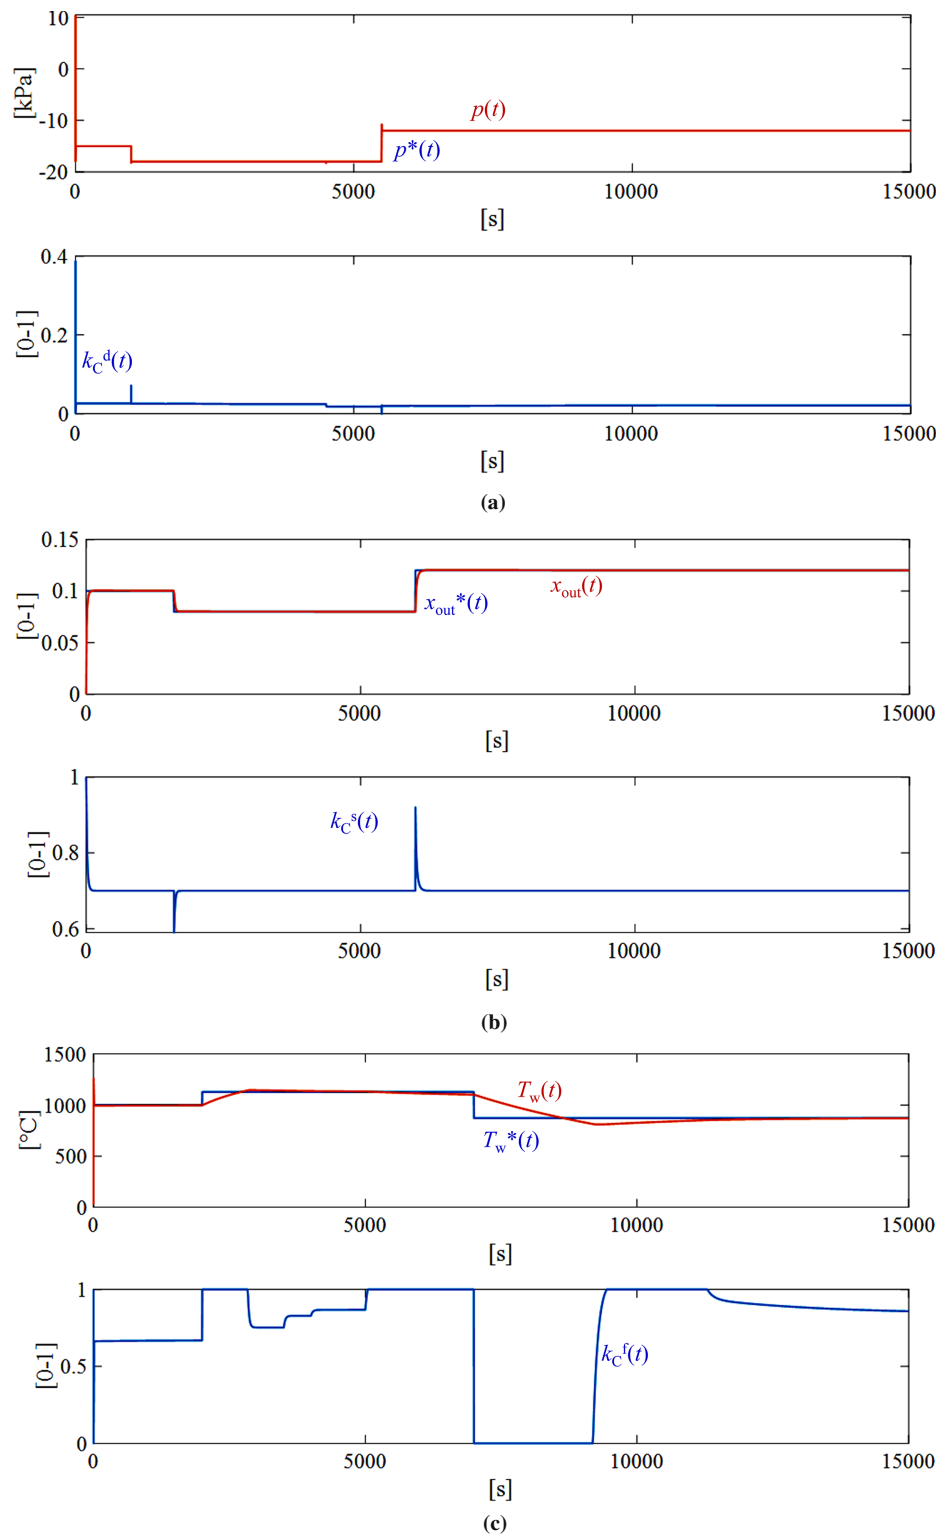 10
0
-10
-20
[kPa]
p(t)
p*(t)
0 5000 10000 15000
[s]
0.4
0.2
0
[0-1]
k_C^d(t)
0 5000 10000 15000
[s]
(a)
0.15
0.1
0.05
0
[0-1]
x_out(t)
x_out*(t)
0 5000 10000 15000
[s]
1
0.8
0.6
[0-1]
k_C^s(t)
0 5000 10000 15000
[s]
(b)
1500
1000
500
0
[°C]
T_w(t)
T_w*(t)
0 5000 10000 15000
[s]
1
0.5
0
[0-1]
k_C^f(t)
0 5000 10000 15000
[s]
(c)